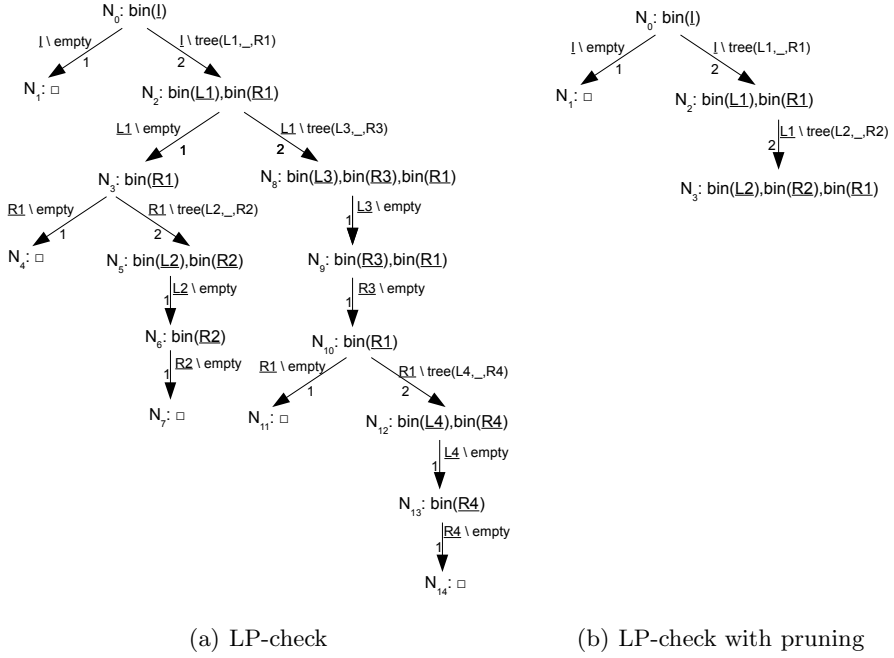 N0: bin(I)
I \ empty
1
I \ tree(L1,_,R1)
2
N1: □
N2: bin(L1),bin(R1)
L1 \ empty
1
L1 \ tree(L3,_,R3)
2
N3: bin(R1)
N8: bin(L3),bin(R3),bin(R1)
R1 \ empty
1
R1 \ tree(L2,_,R2)
2
L3 \ empty
1
N4: □
N5: bin(L2),bin(R2)
N9: bin(R3),bin(R1)
L2 \ empty
1
R3 \ empty
1
N6: bin(R2)
N10: bin(R1)
R2 \ empty
1
R1 \ empty
1
R1 \ tree(L4,_,R4)
2
N7: □
N11: □
N12: bin(L4),bin(R4)
L4 \ empty
1
N13: bin(R4)
R4 \ empty
1
N14: □
(a) LP-check
N0: bin(I)
I \ empty
1
I \ tree(L1,_,R1)
2
N1: □
N2: bin(L1),bin(R1)
L1 \ tree(L2,_,R2)
2
N3: bin(L2),bin(R2),bin(R1)
(b) LP-check with pruning